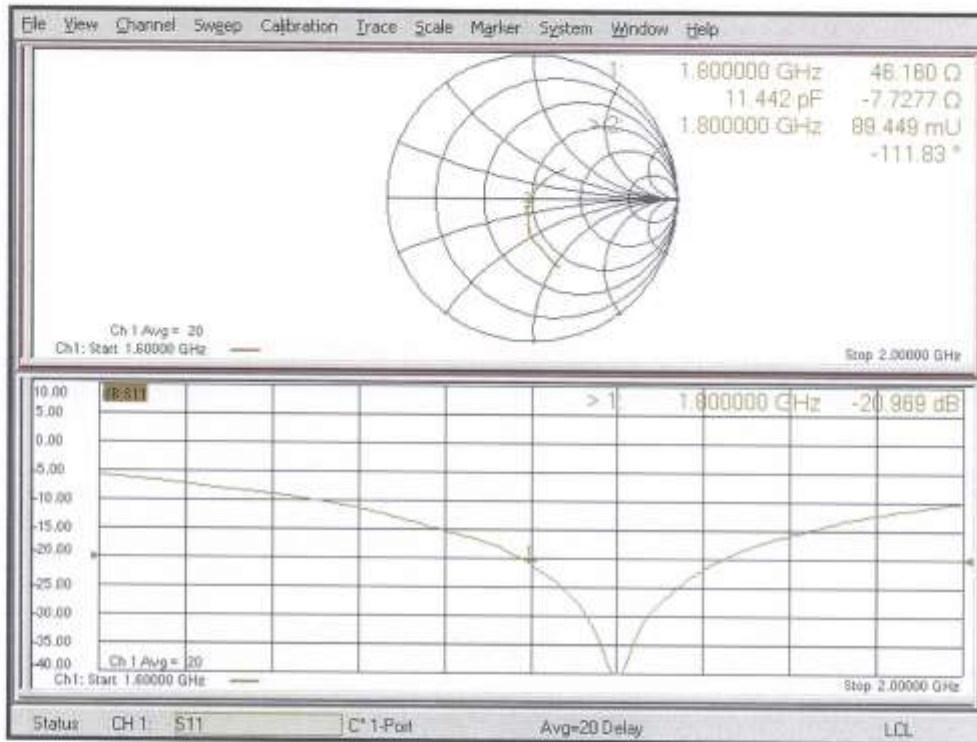 File View Channel Sweep Calibration Trace Scale Marker System Window Help
1: 1.800000 GHz 46.160 Ω
11.442 pF -7.7277 Ω
> 2: 1.800000 GHz 89.449 mU
-111.83 °
Ch 1 Avg = 20
Ch1: Start 1.60000 GHz
Stop 2.00000 GHz
10.00
5.00
0.00
-5.00
-10.00
-15.00
-20.00
-25.00
-30.00
-35.00
-40.00
> 1: 1.800000 GHz -20.969 dB
1
Ch 1 Avg = 20
Ch1: Start 1.60000 GHz
Stop 2.00000 GHz
Status CH 1: S11 C* 1-Port Avg=20 Delay LCL